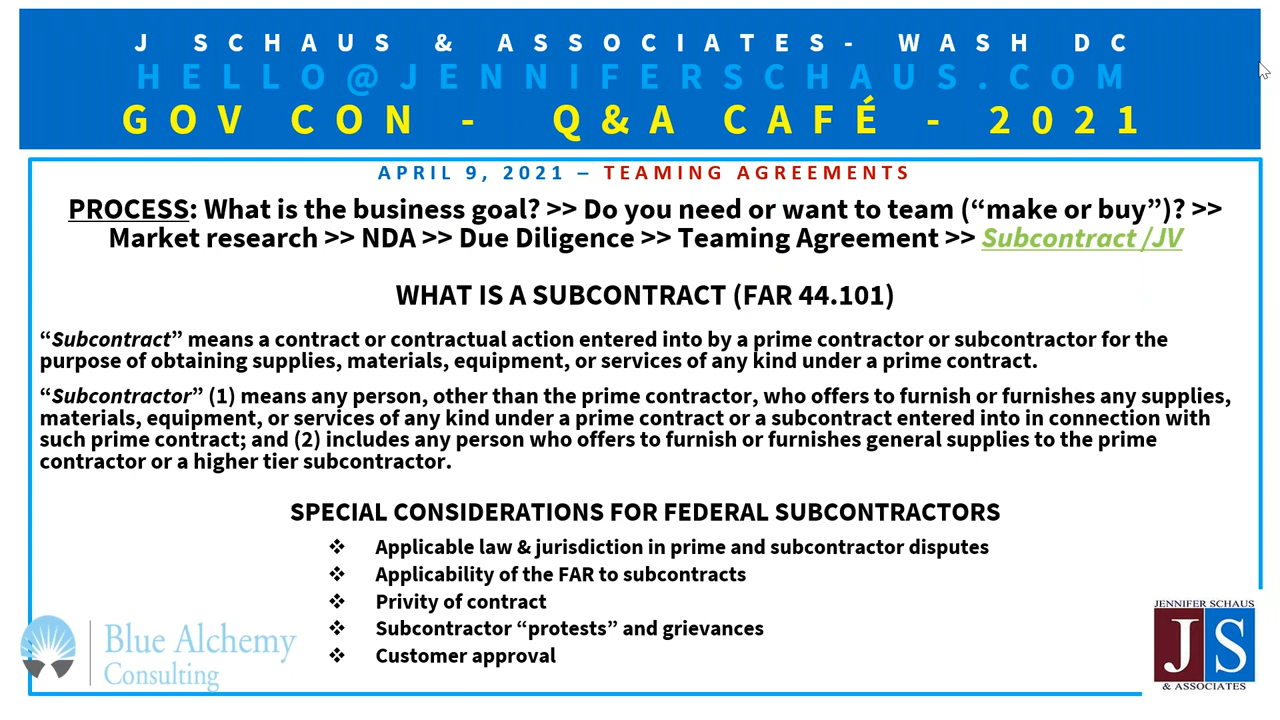 J SCHAUS & ASSOCIATES- WASH DC
HELLO@JENNIFERSCHAUS.COM
GOV CON - Q&A CAFÉ - 2021
APRIL 9, 2021 – TEAMING AGREEMENTS
PROCESS: What is the business goal? >> Do you need or want to team (“make or buy”)? >>
Market research >> NDA >> Due Diligence >> Teaming Agreement >> Subcontract /JV
WHAT IS A SUBCONTRACT (FAR 44.101)
“Subcontract” means a contract or contractual action entered into by a prime contractor or subcontractor for the
purpose of obtaining supplies, materials, equipment, or services of any kind under a prime contract.
“Subcontractor” (1) means any person, other than the prime contractor, who offers to furnish or furnishes any supplies,
materials, equipment, or services of any kind under a prime contract or a subcontract entered into in connection with
such prime contract; and (2) includes any person who offers to furnish or furnishes general supplies to the prime
contractor or a higher tier subcontractor.
SPECIAL CONSIDERATIONS FOR FEDERAL SUBCONTRACTORS
❖ Applicable law & jurisdiction in prime and subcontractor disputes
❖ Applicability of the FAR to subcontracts
❖ Privity of contract
❖ Subcontractor “protests” and grievances
❖ Customer approval
Blue Alchemy
Consulting
JENNIFER SCHAUS
JS
& ASSOCIATES